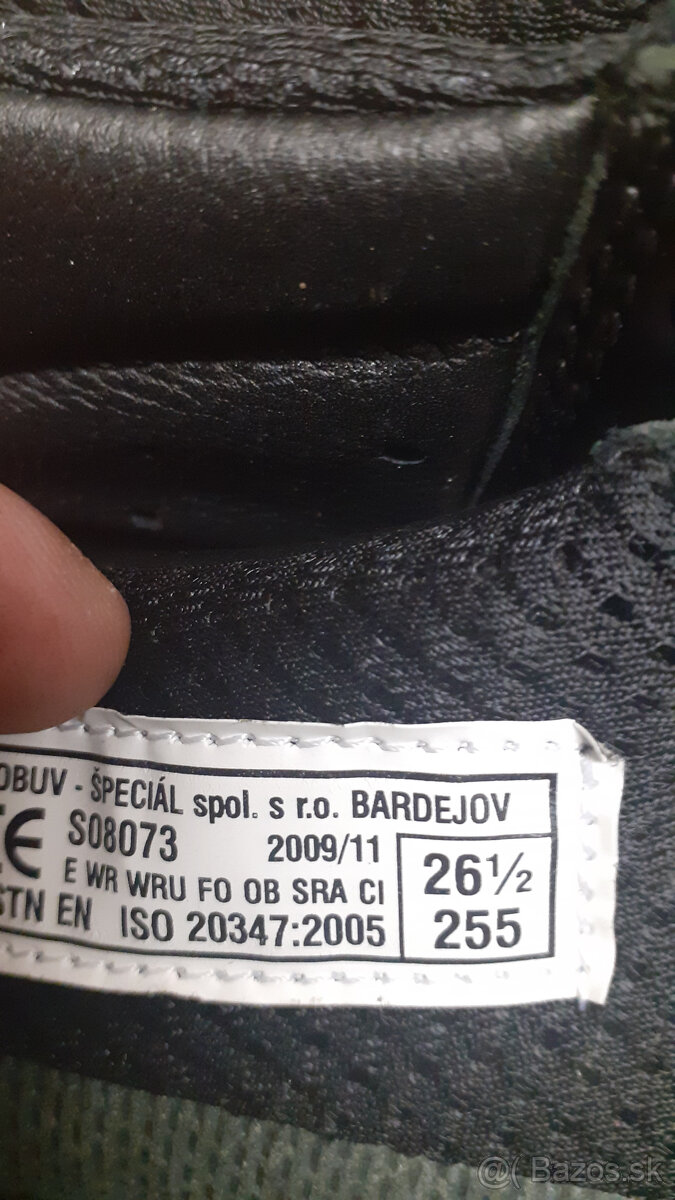 OBUV - ŠPECIÁL spol. s r.o. BARDEJOV
CE S08073 2009/11
E WR WRU FO OB SRA CI
STN EN ISO 20347:2005
26½
255
@( Bazos.sk